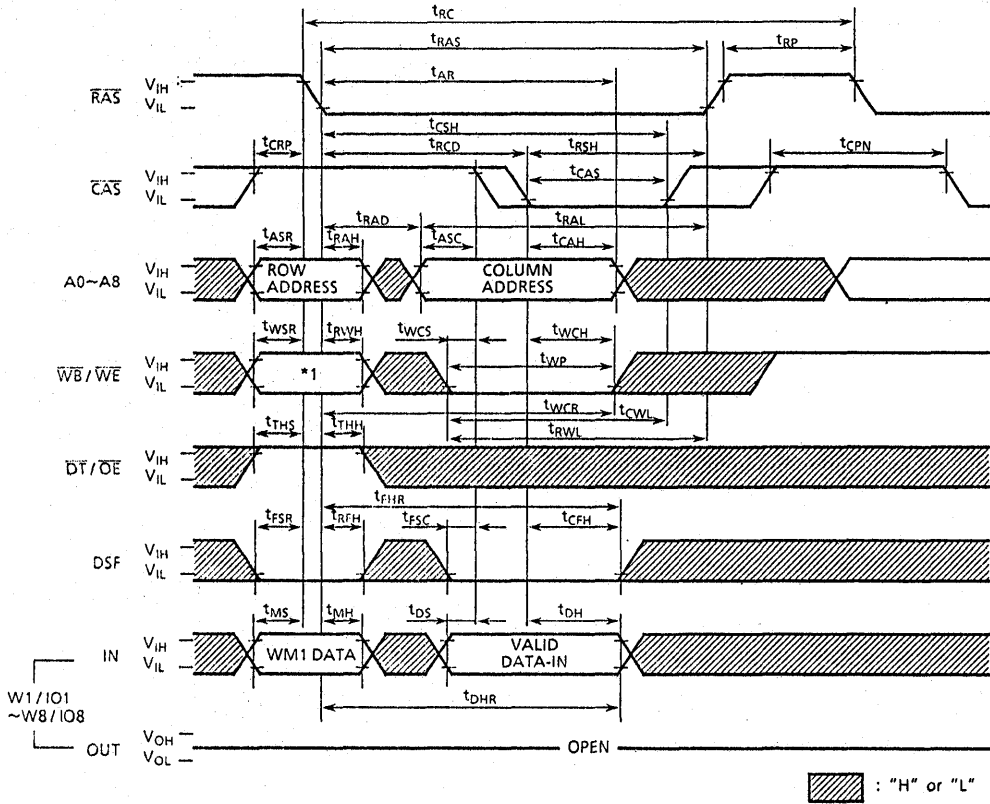 tRC
tRAS
tRP
tAR
RAS
VIH
VIL
tCSH
tCRP
tRCD
tRSH
tCPN
CAS
VIH
VIL
tCAS
tRAD
tRAL
tASR
tRAH
tASC
tCAH
A0~A8
VIH
VIL
ROW ADDRESS
COLUMN ADDRESS
tWSR
tRWH
tWCS
tWCH
WB/WE
VIH
VIL
*1
tWP
tWCR
tCWL
tRWL
tTHS
tTHH
DT/OE
VIH
VIL
tFHR
tFSR
tRFH
tFSC
tCFH
DSF
VIH
VIL
tMS
tMH
tDS
tDH
IN
VIH
VIL
WM1 DATA
VALID DATA-IN
tDHR
W1/IO1
~W8/IO8
OUT
VOH
VOL
OPEN
: "H" or "L"